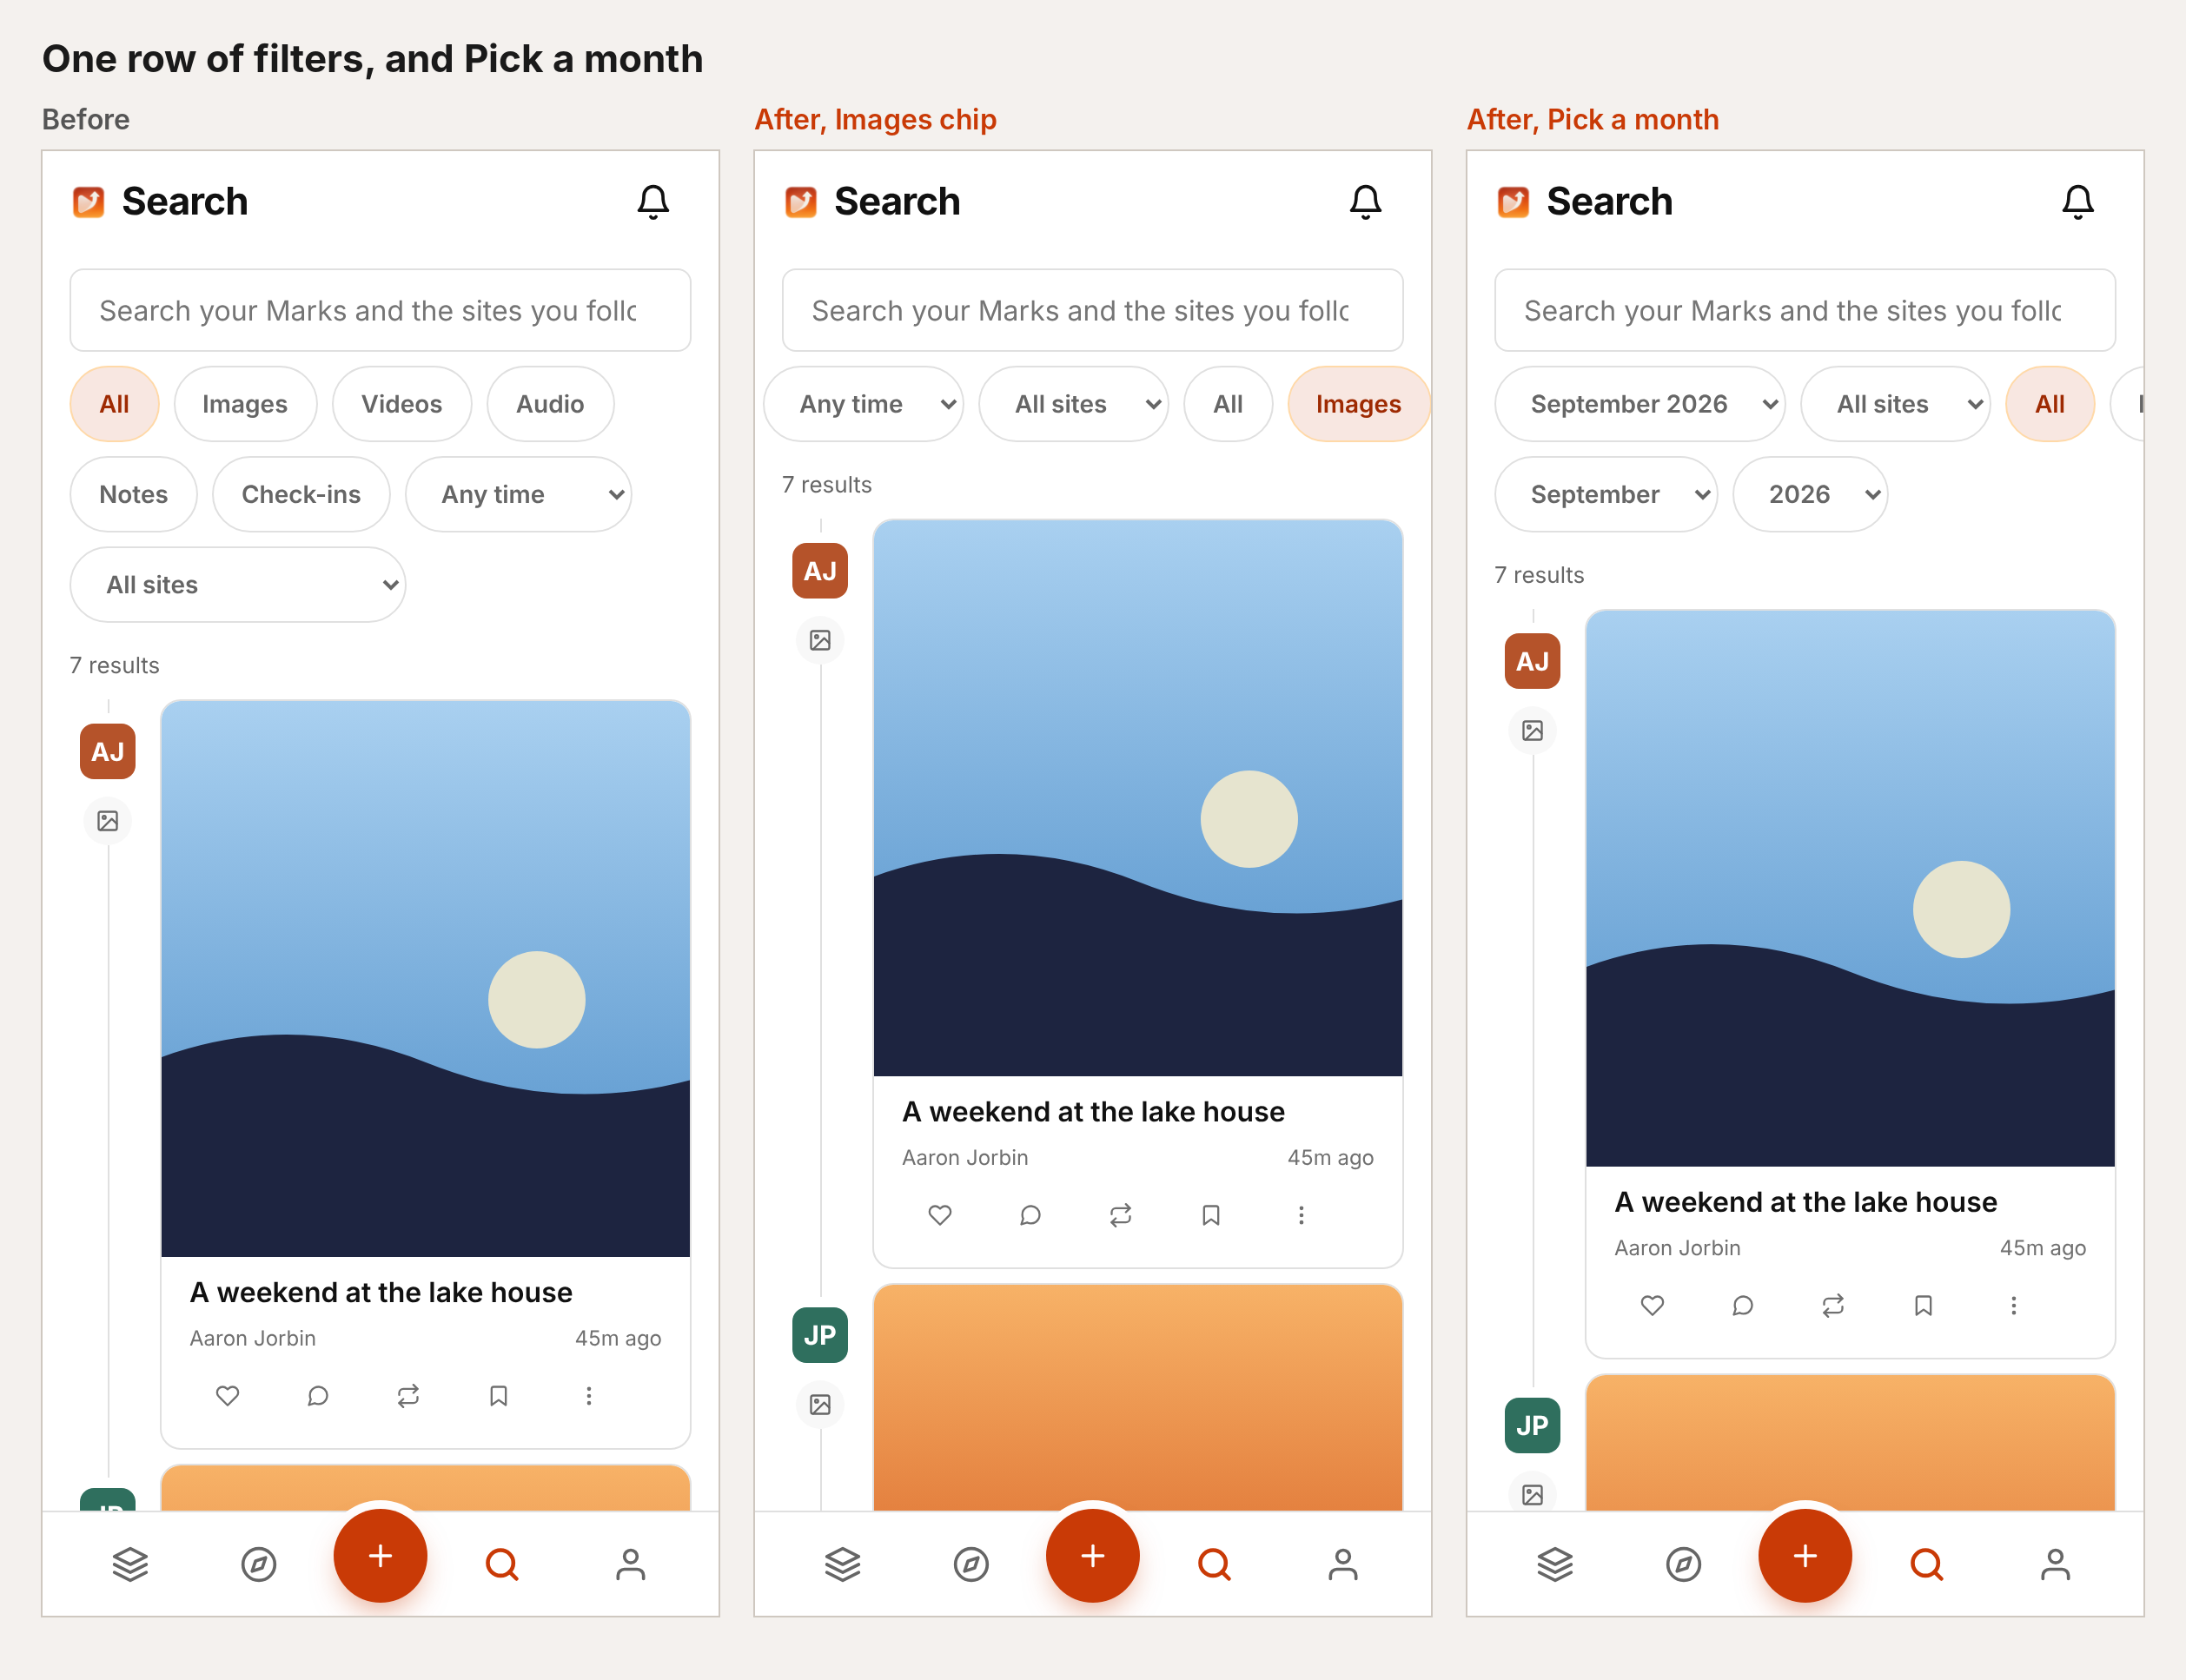 One row of filters, and Pick a month
Before
Search
Search your Marks and the sites you follo
All Images Videos Audio
Notes Check-ins Any time
All sites
7 results
AJ
A weekend at the lake house
Aaron Jorbin 45m ago
JP
After, Images chip
Search
Search your Marks and the sites you follo
Any time All sites All Images
7 results
AJ
A weekend at the lake house
Aaron Jorbin 45m ago
JP
After, Pick a month
Search
Search your Marks and the sites you follo
September 2026 All sites All
September 2026
7 results
AJ
A weekend at the lake house
Aaron Jorbin 45m ago
JP